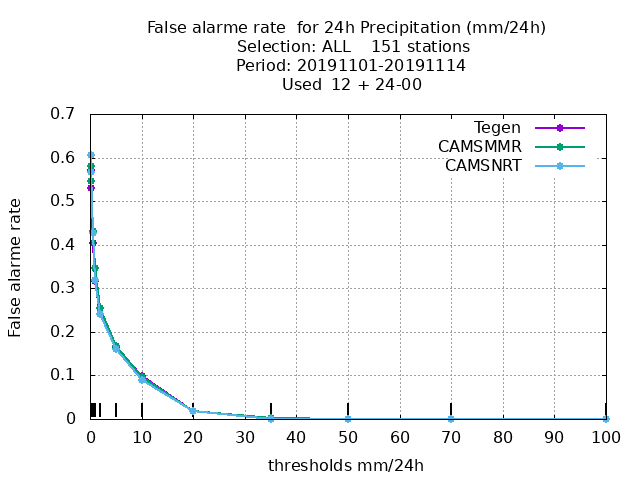 False alarme rate  for 24h Precipitation (mm/24h)
Selection: ALL    151 stations
Period: 20191101-20191114
Used  12 + 24-00
Tegen
CAMSMMR
CAMSNRT
False alarme rate
0.7
0.6
0.5
0.4
0.3
0.2
0.1
0
0 10 20 30 40 50 60 70 80 90 100
thresholds mm/24h